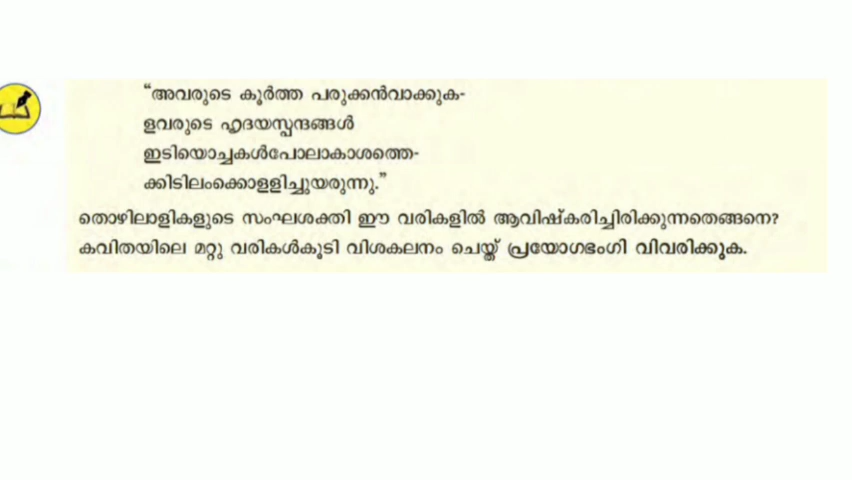 “അവരുടെ കൂർത്ത പരുക്കൻവാക്കുക-
ളവരുടെ ഹൃദയസ്പന്ദങ്ങൾ
ഇടിയൊച്ചകൾപോലാകാശത്തെ-
ക്കിടിലംക്കൊളളിച്ചുയരുന്നു.”
തൊഴിലാളികളുടെ സംഘശക്തി ഈ വരികളിൽ ആവിഷ്കരിച്ചിരിക്കുന്നതെങ്ങനെ?
കവിതയിലെ മറ്റു വരികൾകൂടി വിശകലനം ചെയ്ത് പ്രയോഗഭംഗി വിവരിക്കുക.